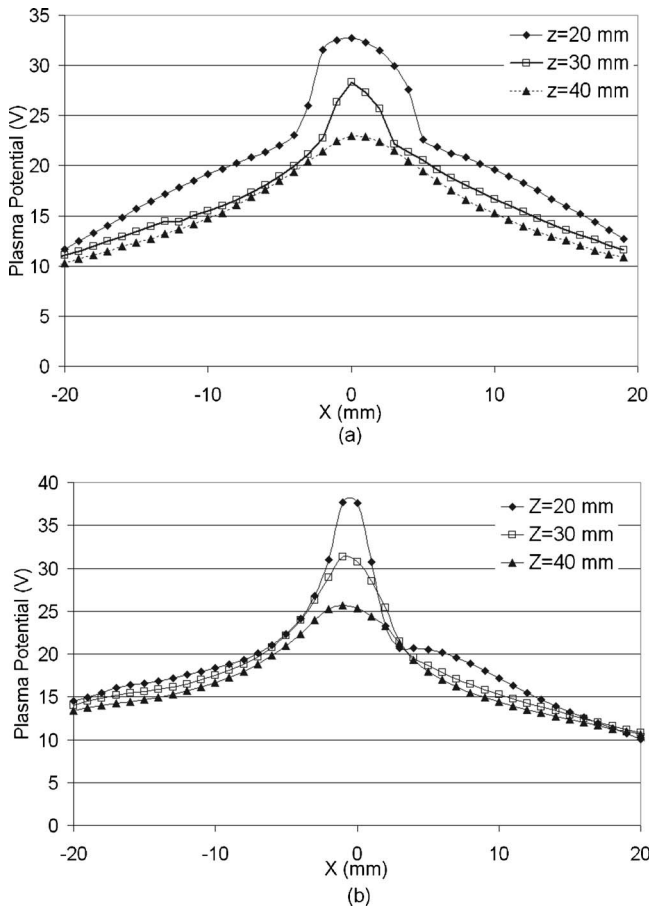 35
30
25
20
15
10
5
0
Plasma Potential (V)
z=20 mm
z=30 mm
z=40 mm
-20 -10 0 10 20
X (mm)
(a)
40
35
30
25
20
15
10
5
0
Plasma Potential (V)
Z=20 mm
Z=30 mm
Z=40 mm
-20 -10 0 10 20
X (mm)
(b)